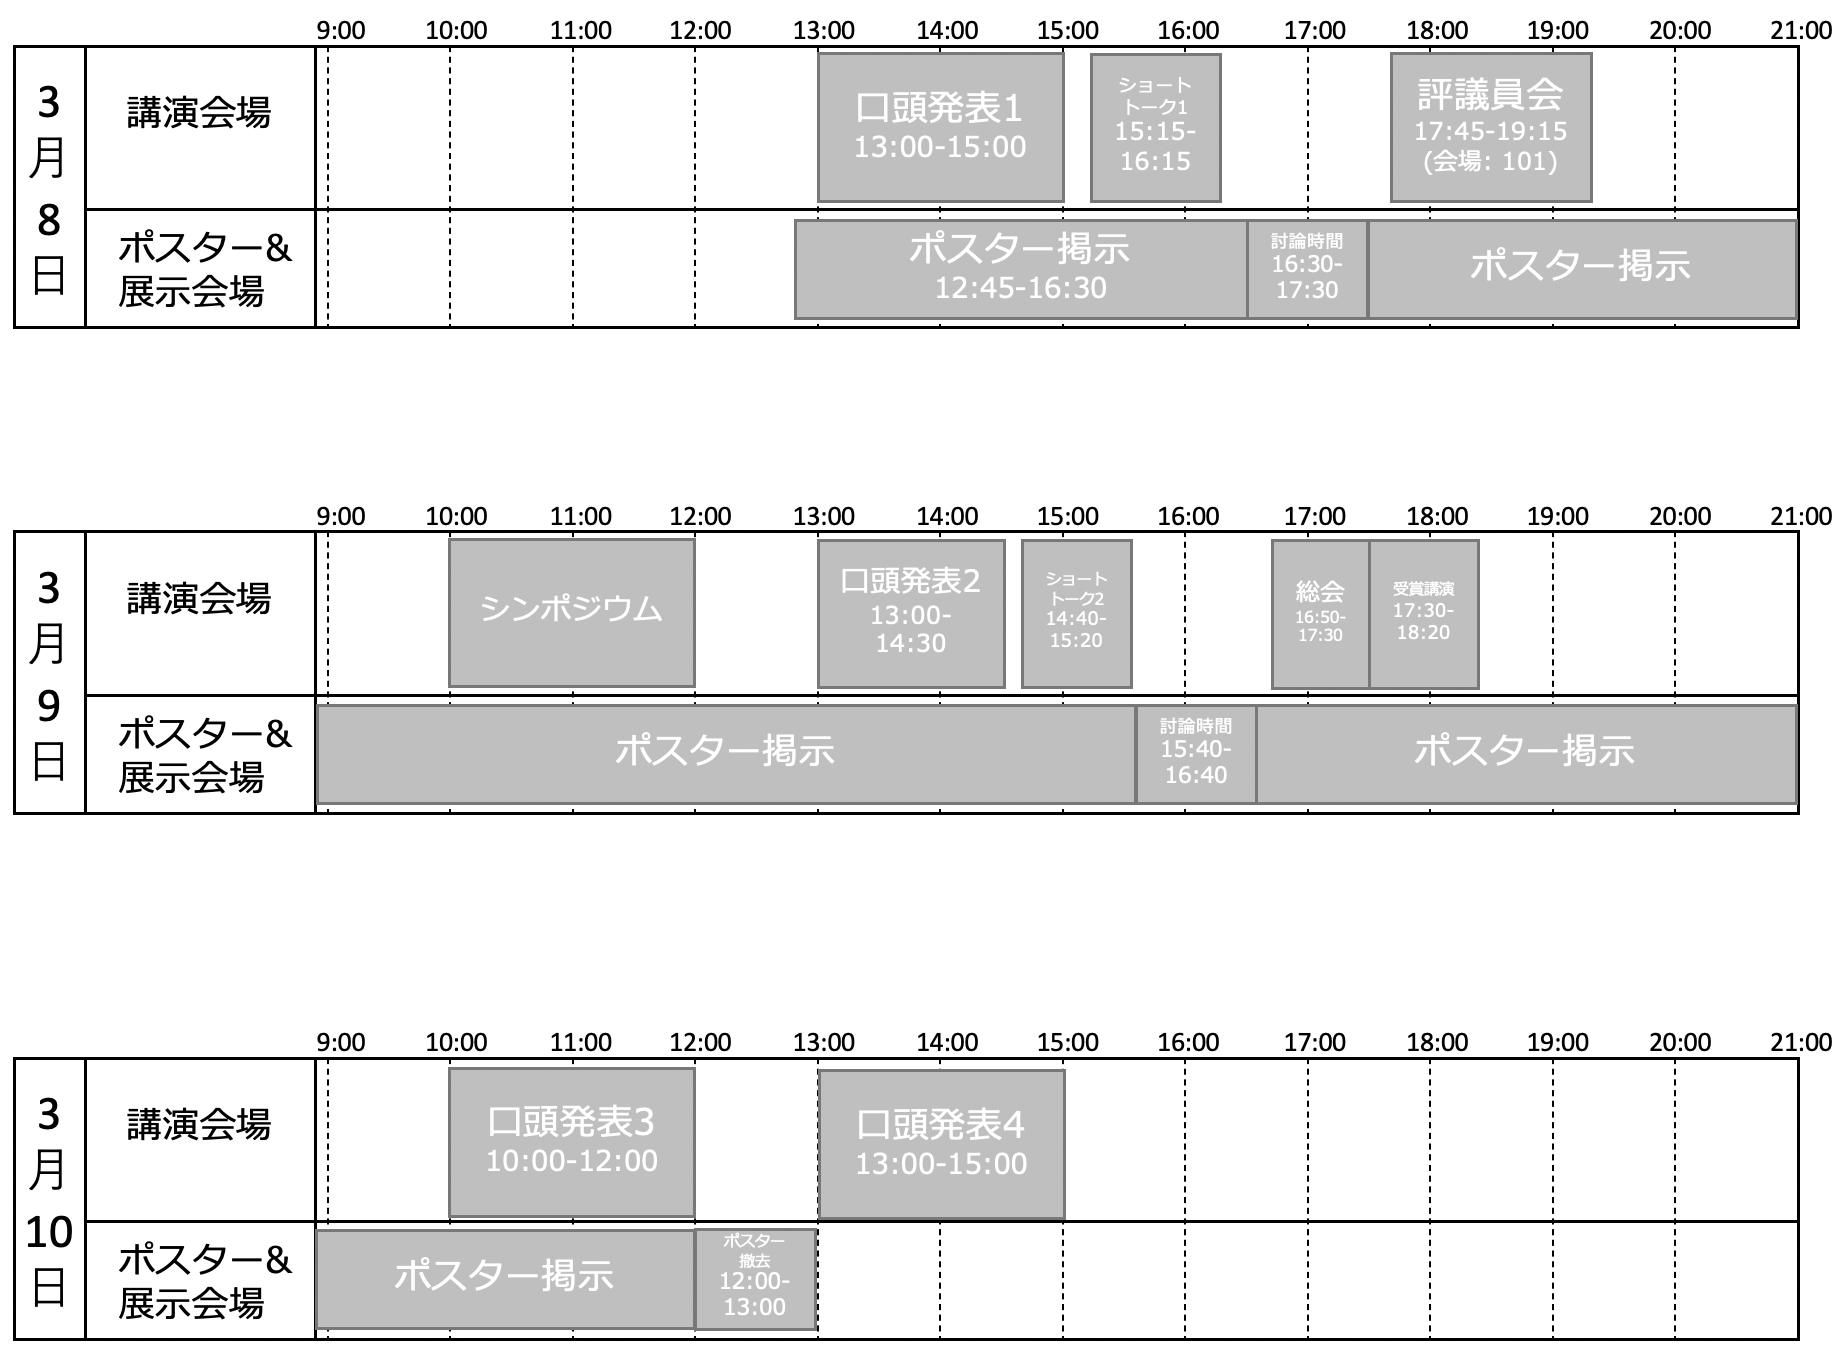 9:00 10:00 11:00 12:00 13:00 14:00 15:00 16:00 17:00 18:00 19:00 20:00 21:00
3
月
8
日
講演会場
口頭発表1
13:00-15:00
ショート
トーク1
15:15-
16:15
評議員会
17:45-19:15
(会場: 101)
ポスター&
展示会場
ポスター掲示
12:45-16:30
討論時間
16:30-
17:30
ポスター掲示
9:00 10:00 11:00 12:00 13:00 14:00 15:00 16:00 17:00 18:00 19:00 20:00 21:00
3
月
9
日
講演会場
シンポジウム
口頭発表2
13:00-
14:30
ショート
トーク2
14:40-
15:20
総会
16:50-
17:30
受賞講演
17:30-
18:20
ポスター&
展示会場
ポスター掲示
討論時間
15:40-
16:40
ポスター掲示
9:00 10:00 11:00 12:00 13:00 14:00 15:00 16:00 17:00 18:00 19:00 20:00 21:00
3
月
10
日
講演会場
口頭発表3
10:00-12:00
口頭発表4
13:00-15:00
ポスター&
展示会場
ポスター掲示
ポスター
撤去
12:00-
13:00